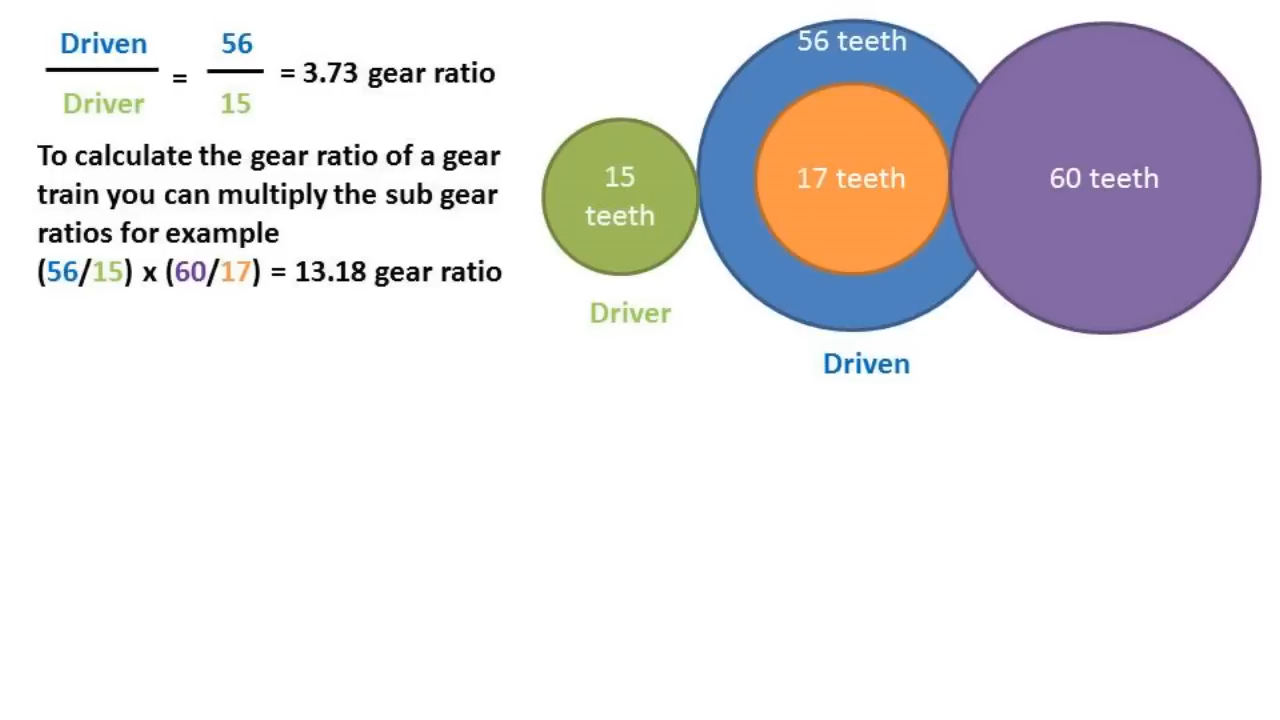 Driven
Driver
=
56
15
= 3.73 gear ratio
To calculate the gear ratio of a gear
train you can multiply the sub gear
ratios for example
(56/15) x (60/17) = 13.18 gear ratio
15
teeth
Driver
56 teeth
17 teeth
Driven
60 teeth